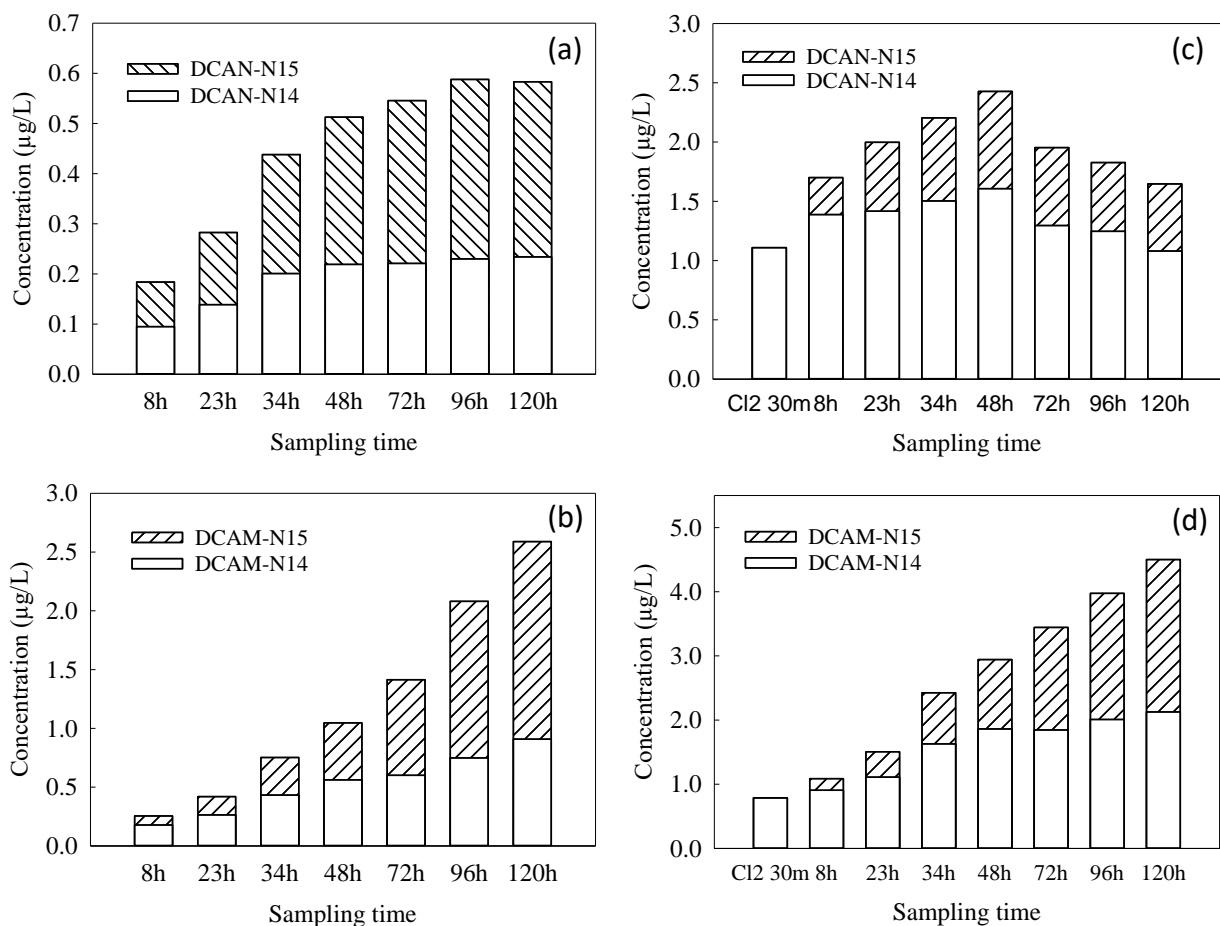 (a)
DCAN-N15
DCAN-N14
Concentration (µg/L)
0.7
0.6
0.5
0.4
0.3
0.2
0.1
0.0
8h 23h 34h 48h 72h 96h 120h
Sampling time
(c)
DCAN-N15
DCAN-N14
Concentration (µg/L)
3.0
2.5
2.0
1.5
1.0
0.5
0.0
Cl2 30m 8h 23h 34h 48h 72h 96h 120h
Sampling time
(b)
DCAM-N15
DCAM-N14
Concentration (µg/L)
3.0
2.5
2.0
1.5
1.0
0.5
0.0
8h 23h 34h 48h 72h 96h 120h
Sampling time
(d)
DCAM-N15
DCAM-N14
Concentration (µg/L)
5.0
4.0
3.0
2.0
1.0
0.0
Cl2 30m 8h 23h 34h 48h 72h 96h 120h
Sampling time